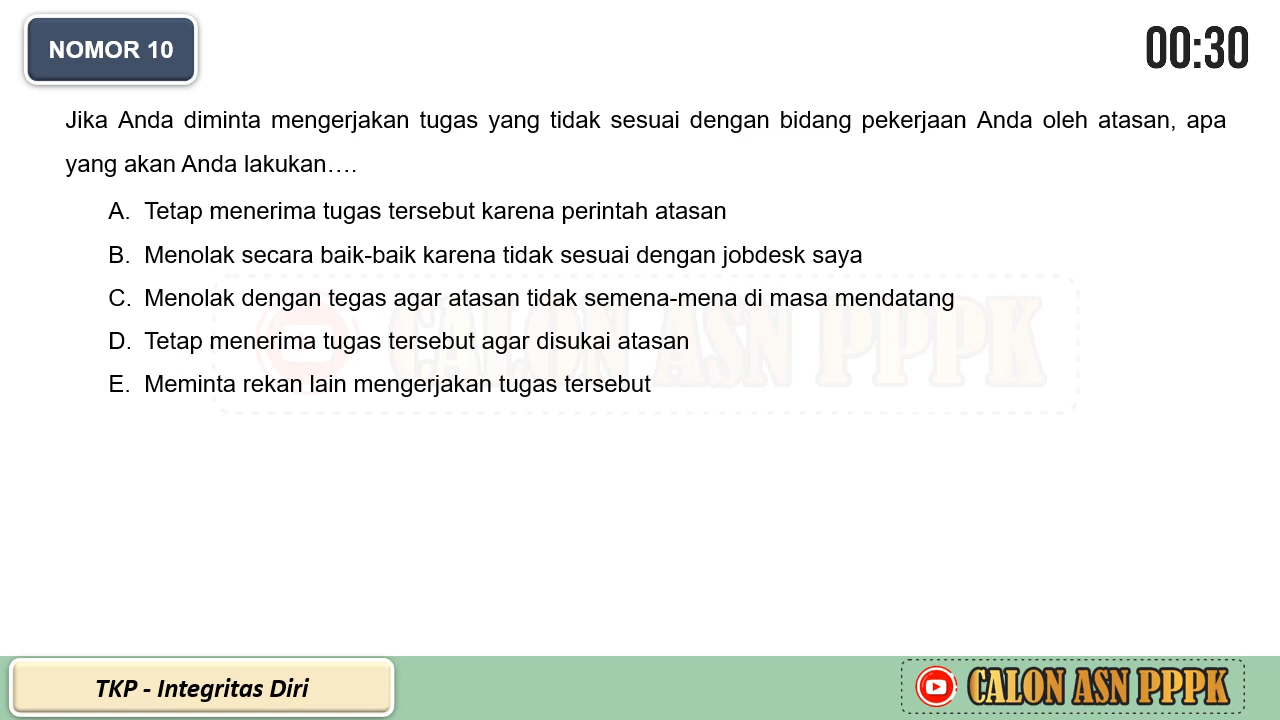 NOMOR 10
00:30
Jika Anda diminta mengerjakan tugas yang tidak sesuai dengan bidang pekerjaan Anda oleh atasan, apa
yang akan Anda lakukan….
A. Tetap menerima tugas tersebut karena perintah atasan
B. Menolak secara baik-baik karena tidak sesuai dengan jobdesk saya
C. Menolak dengan tegas agar atasan tidak semena-mena di masa mendatang
D. Tetap menerima tugas tersebut agar disukai atasan
E. Meminta rekan lain mengerjakan tugas tersebut
CALON ASN PPPK
TKP - Integritas Diri
CALON ASN PPPK